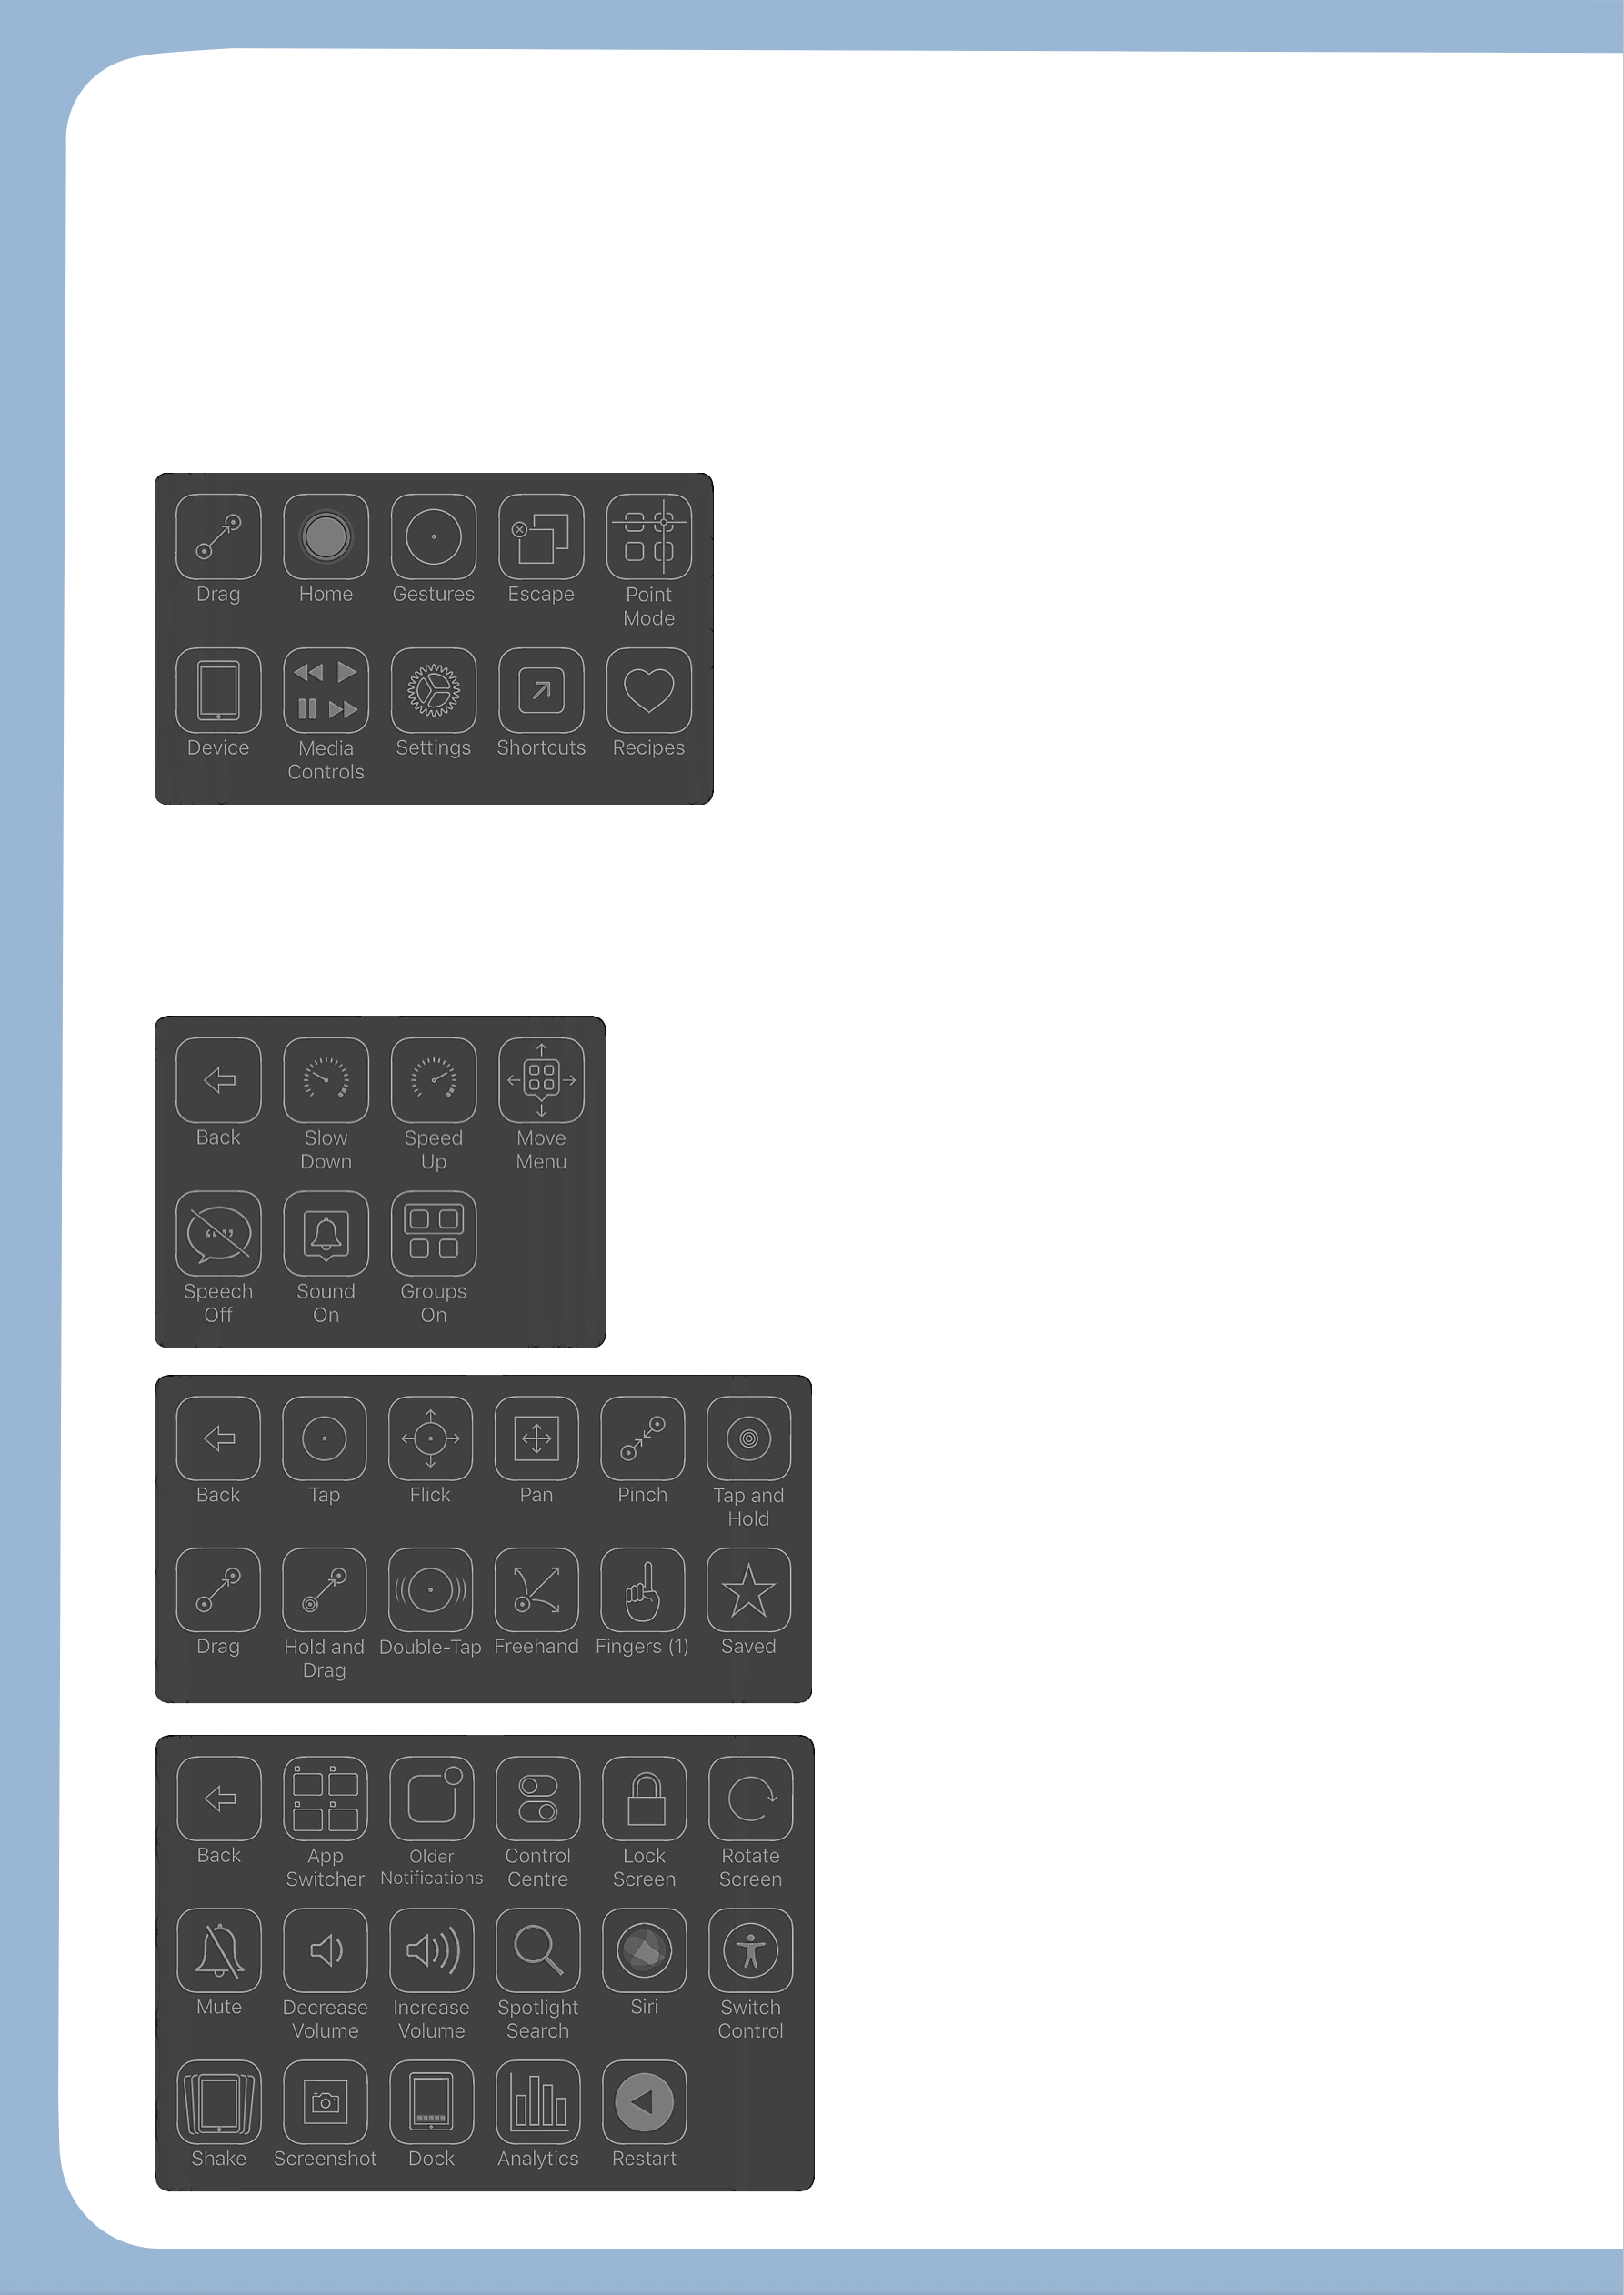 Drag Home Gestures Escape Point
Mode
Device Media Settings Shortcuts Recipes
Controls
Back Slow Speed Move
Down Up Menu
Speech Sound Groups
Off On On
Back Tap Flick Pan Pinch Tap and
Hold
Drag Hold and Double-Tap Freehand Fingers (1) Saved
Drag
Back App Older Control Lock Rotate
Switcher Notifications Centre Screen Screen
Mute Decrease Increase Spotlight Siri Switch
Volume Volume Search Control
Shake Screenshot Dock Analytics Restart